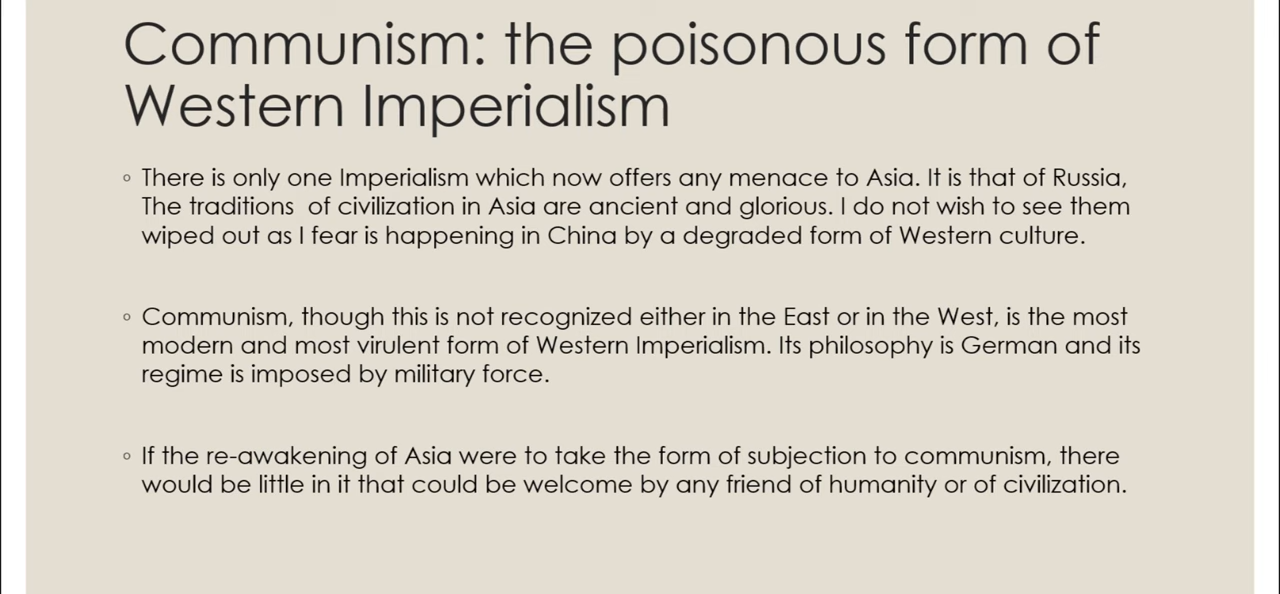 Communism: the poisonous form of
Western Imperialism
◦ There is only one Imperialism which now offers any menace to Asia. It is that of Russia,
The traditions  of civilization in Asia are ancient and glorious. I do not wish to see them
wiped out as I fear is happening in China by a degraded form of Western culture.
◦ Communism, though this is not recognized either in the East or in the West, is the most
modern and most virulent form of Western Imperialism. Its philosophy is German and its
regime is imposed by military force.
◦ If the re-awakening of Asia were to take the form of subjection to communism, there
would be little in it that could be welcome by any friend of humanity or of civilization.